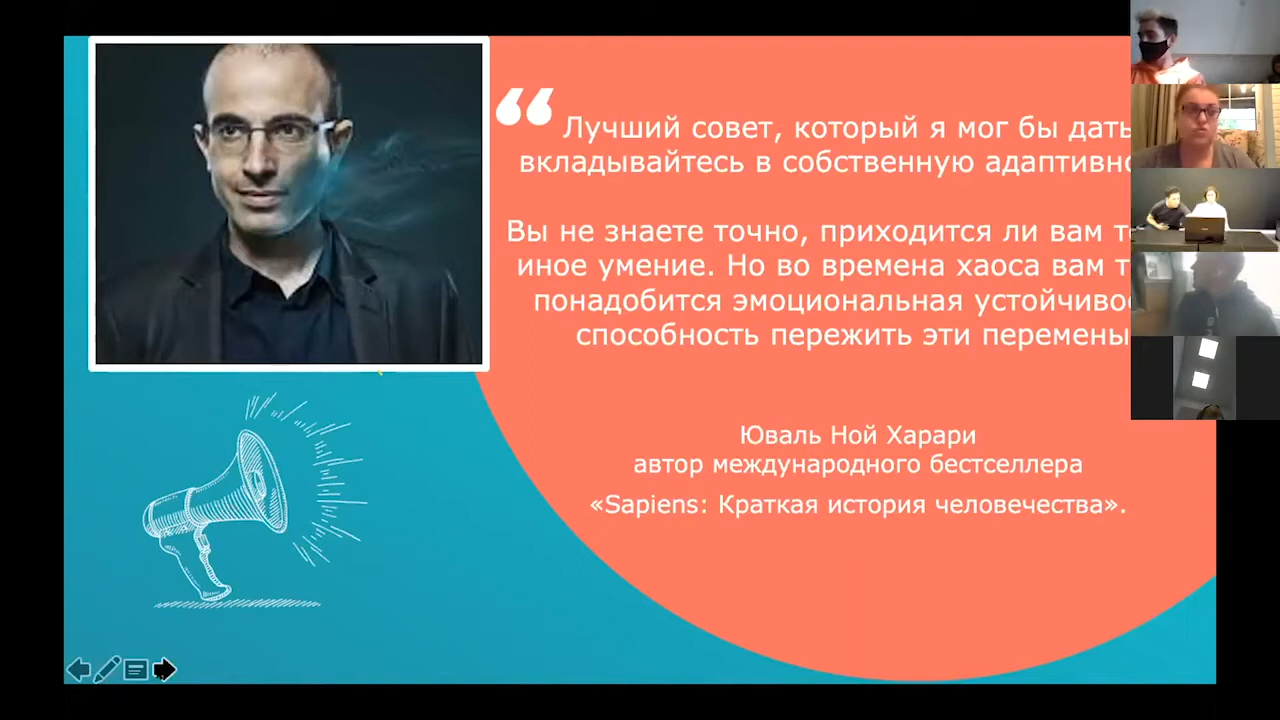 “ Лучший совет, который я мог бы дать
вкладывайтесь в собственную
Вы не знаете точно, приходится ли вам
иное умение. Но во времена хаоса вам
понадобится эмоциональная
способность пережить эти перемены
Юваль Ной Харари
автор международного бестселлера
«Sapiens: Краткая история человечества».